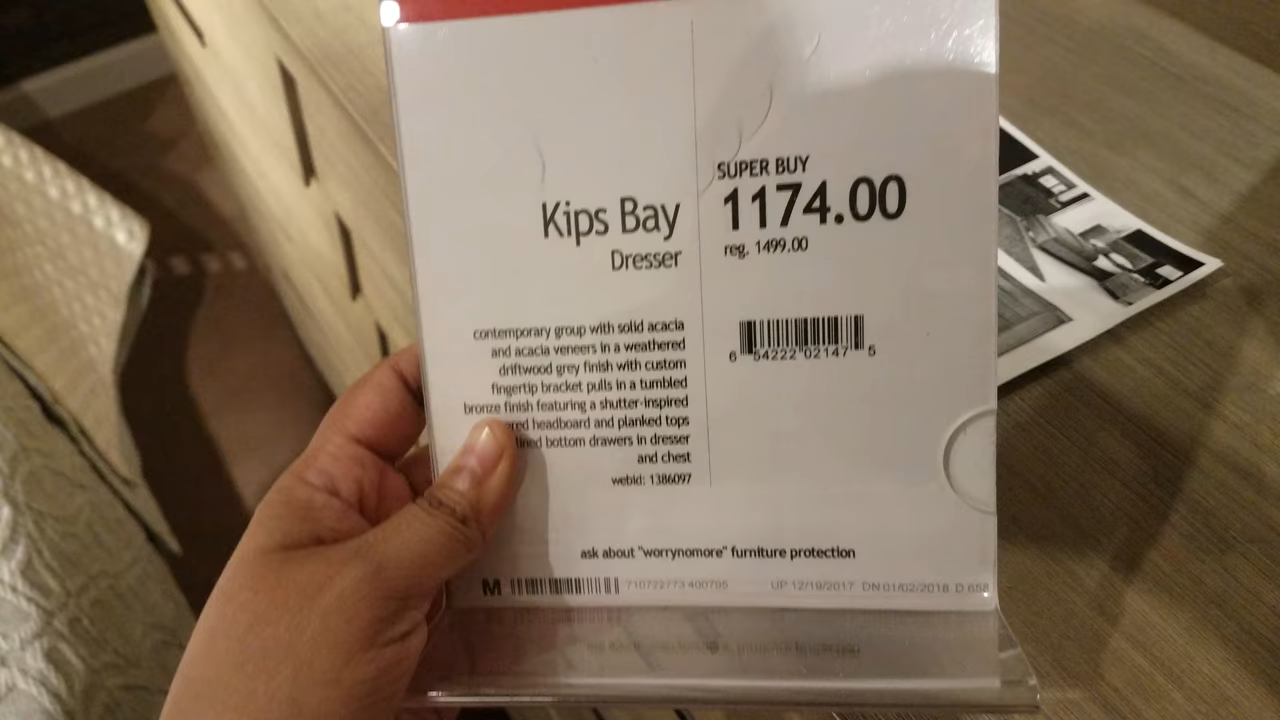 Kips Bay
Dresser
contemporary group with solid acacia
and acacia veneers in a weathered
driftwood grey finish with custom
fingertip bracket pulls in a tumbled
bronze finish featuring a shutter-inspired
headboard and planked tops
bottom drawers in dresser
and chest
webid: 1386097
SUPER BUY
1174.00
reg. 1499.00
6 54222 02147 5
ask about "worrynomore" furniture protection
M 710722773 400795 UP 12/19/2017 DN 01/02/2018 D 658